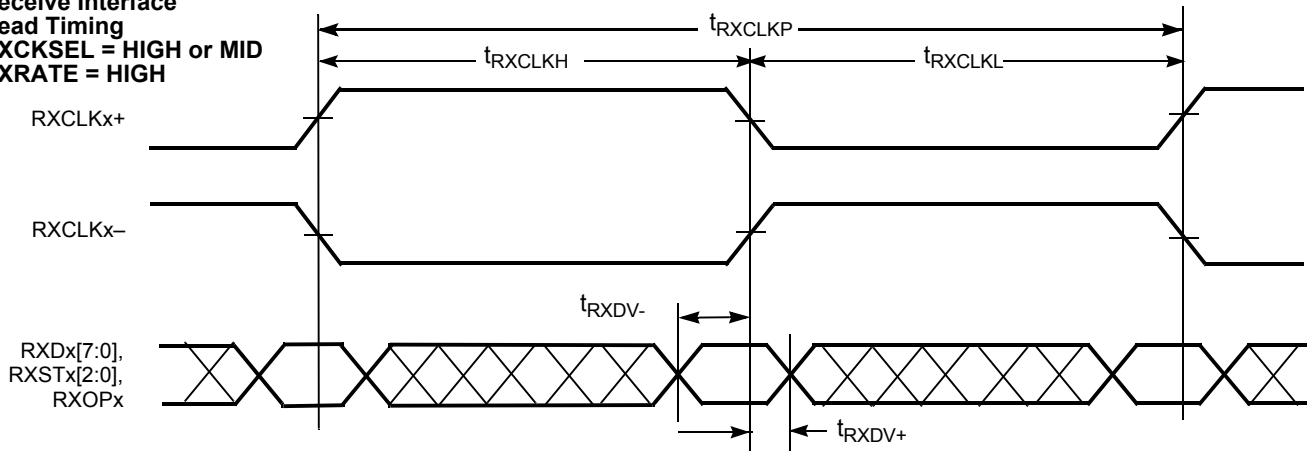 eceive Interface
ead Timing
XCKSEL = HIGH or MID
XRATE = HIGH
tRXCLKP
tRXCLKH
tRXCLKL
RXCLKx+
RXCLKx–
tRXDV-
RXDx[7:0],
RXSTx[2:0],
RXOPx
tRXDV+